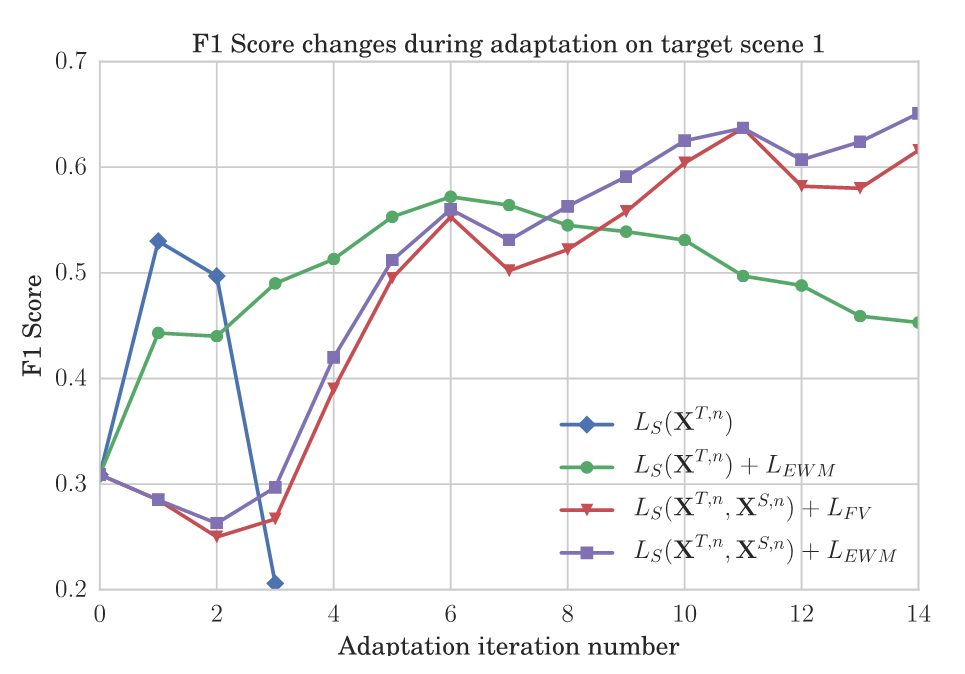 F1 Score changes during adaptation on target scene 1
0.7
0.6
0.5
0.4
0.3
0.2
F1 Score
0 2 4 6 8 10 12 14
Adaptation iteration number
L_S(X^{T,n})
L_S(X^{T,n}) + L_{EWM}
L_S(X^{T,n}, X^{S,n}) + L_{FV}
L_S(X^{T,n}, X^{S,n}) + L_{EWM}